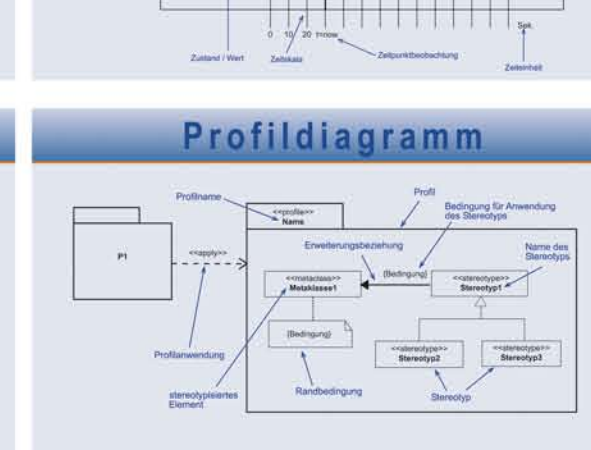 Sek.
0 10 20 t=now
Zustand / Wert
Zeitskala
Zeitpunktbeobachtung
Zeiteinheit
Profildiagramm
Profilname
Profil
<<profile>>
Name
Bedingung für Anwendung
des Stereotyps
P1
<<apply>>
Erweiterungsbeziehung
{Bedingung}
Name des
Stereotyps
<<metaclass>>
Metaklasse1
<<stereotype>>
Stereotyp1
{Bedingung}
<<stereotype>>
Stereotyp2
<<stereotype>>
Stereotyp3
Profilanwendung
stereotypisiertes
Element
Randbedingung
Stereotyp